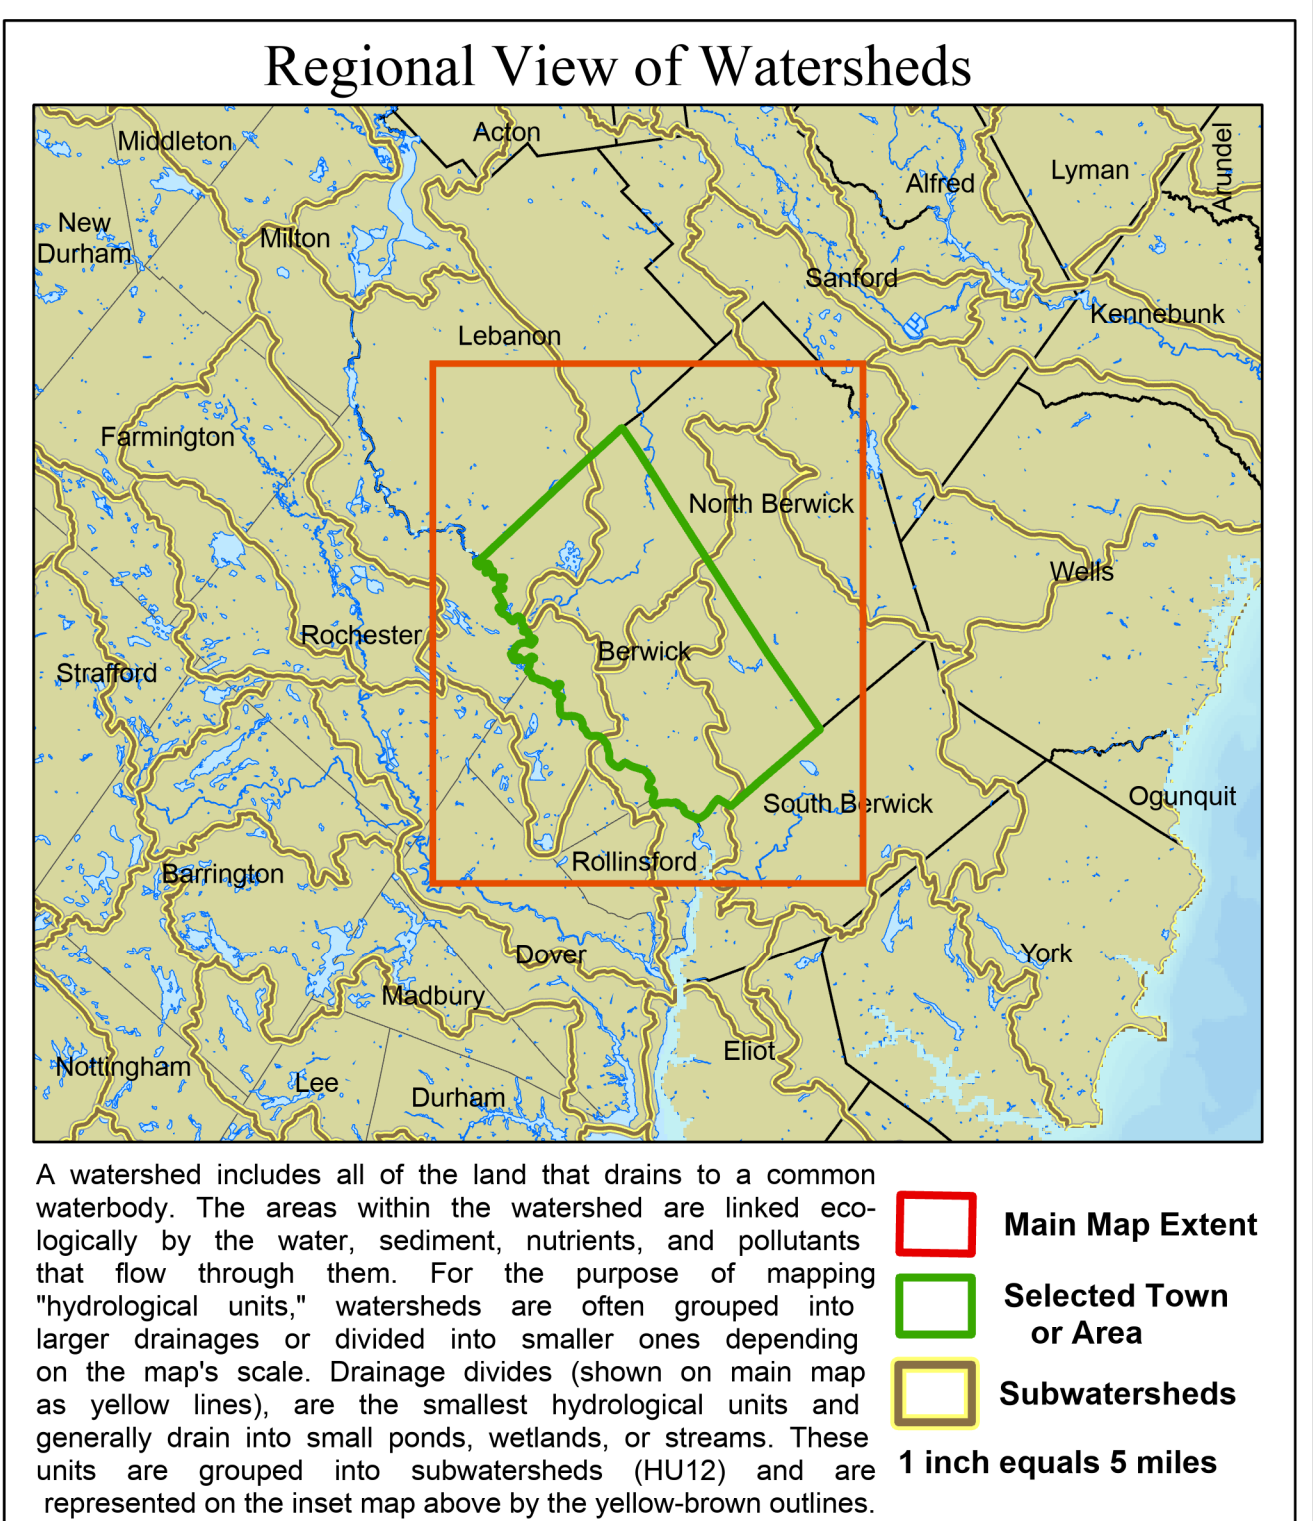 Regional View of Watersheds
Middleton
Acton
Arundel
Lyman
Alfred
New
Durham
Milton
Sanford
Kennebunk
Lebanon
Farmington
North Berwick
Wells
Rochester
Berwick
Strafford
Ogunquit
South Berwick
Rollinsford
Barrington
Dover
York
Madbury
Eliot
Nottingham
Lee
Durham
A watershed includes all of the land that drains to a common
waterbody. The areas within the watershed are linked eco-
logically by the water, sediment, nutrients, and pollutants
that flow through them. For the purpose of mapping
"hydrological units," watersheds are often grouped into
larger drainages or divided into smaller ones depending
on the map's scale. Drainage divides (shown on main map
as yellow lines), are the smallest hydrological units and
generally drain into small ponds, wetlands, or streams. These
units are grouped into subwatersheds (HU12) and are
represented on the inset map above by the yellow-brown outlines.
Main Map Extent
Selected Town
or Area
Subwatersheds
1 inch equals 5 miles